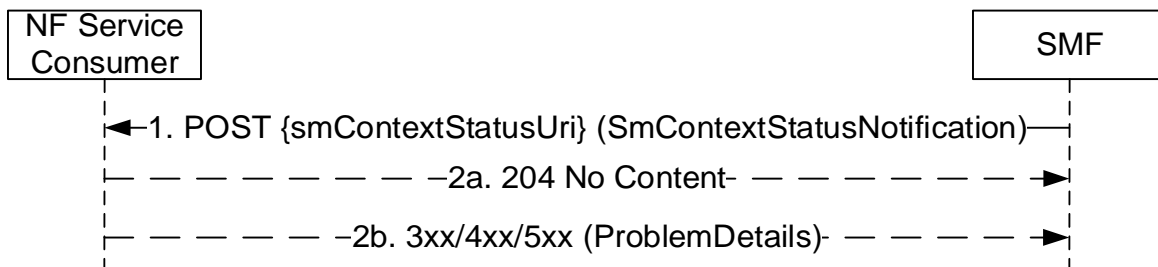 NF Service
Consumer
SMF
1. POST {smContextStatusUri} (SmContextStatusNotification)
2a. 204 No Content
2b. 3xx/4xx/5xx (ProblemDetails)